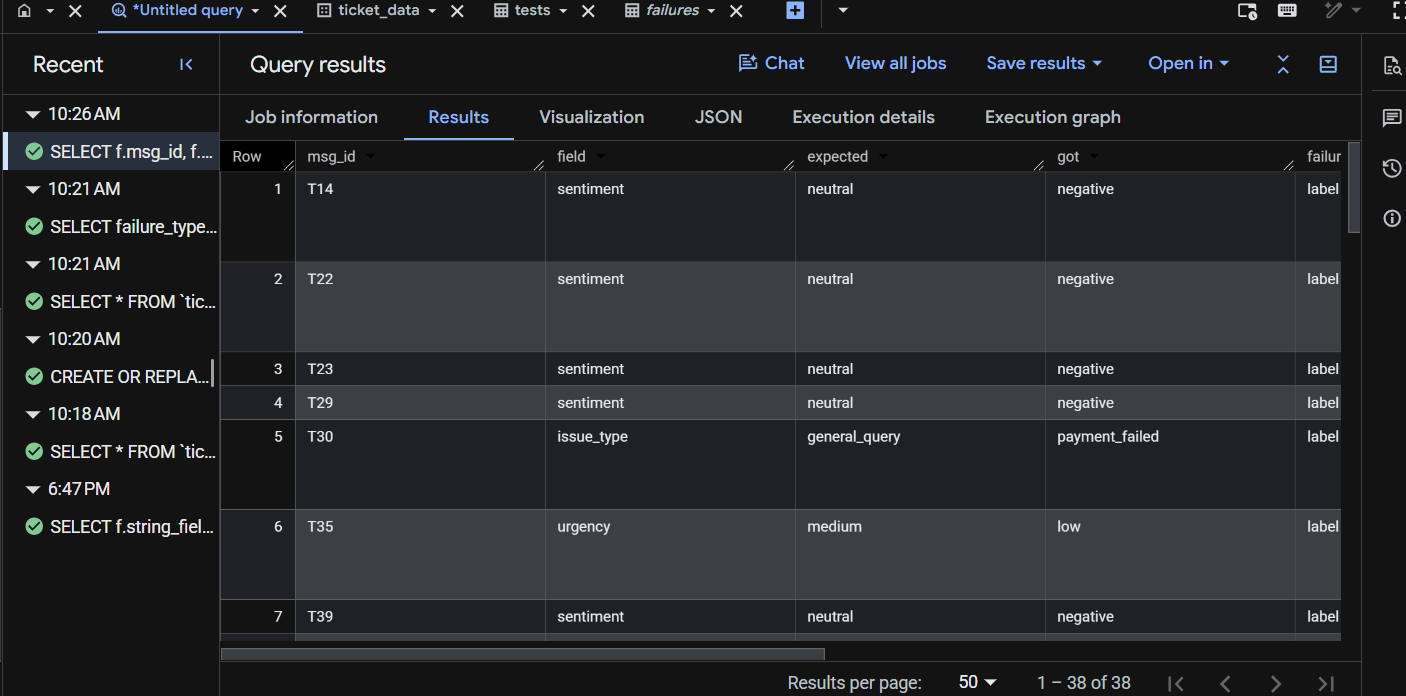 *Untitled query ticket_data tests failures
Recent
Query results Chat View all jobs Save results Open in
10:26 AM
SELECT f.msg_id, f....
10:21 AM
SELECT failure_type...
10:21 AM
SELECT * FROM `tic...
10:20 AM
CREATE OR REPLA...
10:18 AM
SELECT * FROM `tic...
6:47 PM
SELECT f.string_fiel...
Job information Results Visualization JSON Execution details Execution graph
Row msg_id field expected got failur
1 T14 sentiment neutral negative label
2 T22 sentiment neutral negative label
3 T23 sentiment neutral negative label
4 T29 sentiment neutral negative label
5 T30 issue_type general_query payment_failed label
6 T35 urgency medium low label
7 T39 sentiment neutral negative label
Results per page: 50 1 – 38 of 38